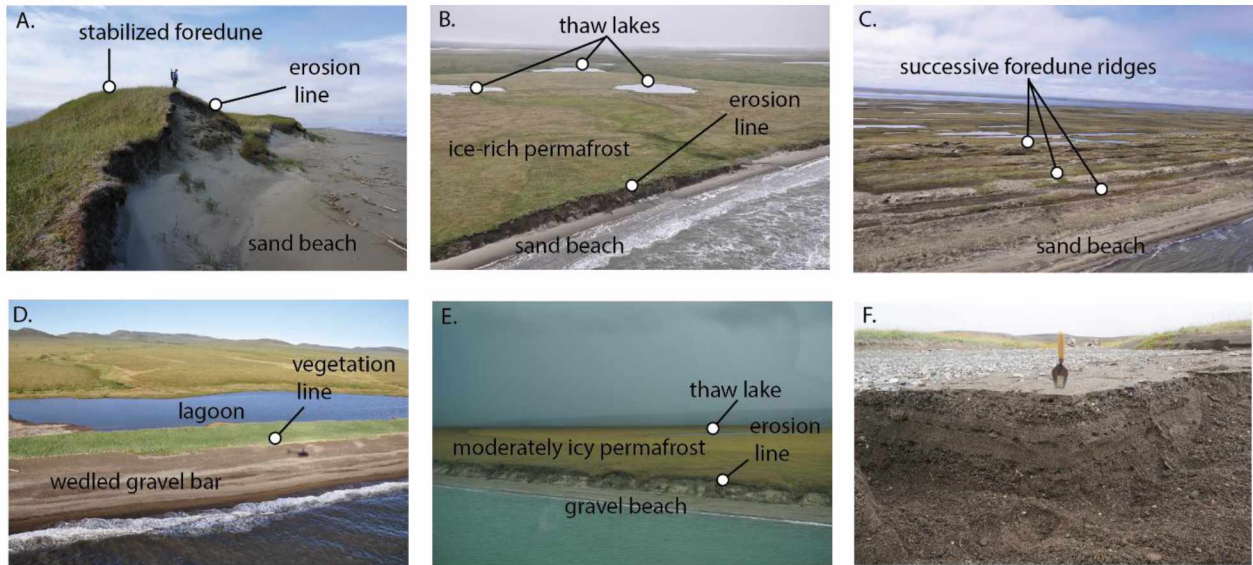 A.
stabilized foredune
erosion
line
sand beach
B.
thaw lakes
erosion
line
ice-rich permafrost
sand beach
C.
successive foredune ridges
sand beach
D.
vegetation
line
lagoon
wedled gravel bar
E.
thaw lake
erosion
line
moderately icy permafrost
gravel beach
F.